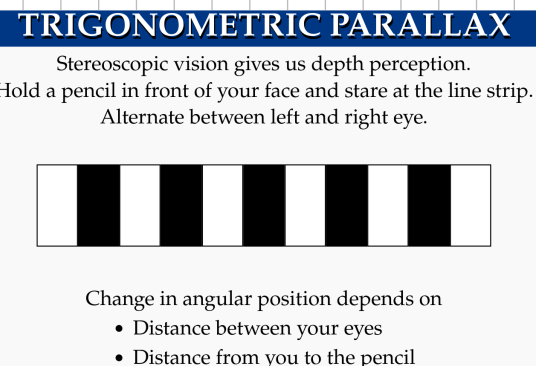 TRIGONOMETRIC PARALLAX
Stereoscopic vision gives us depth perception.
Hold a pencil in front of your face and stare at the line strip.
Alternate between left and right eye.
Change in angular position depends on
• Distance between your eyes
• Distance from you to the pencil